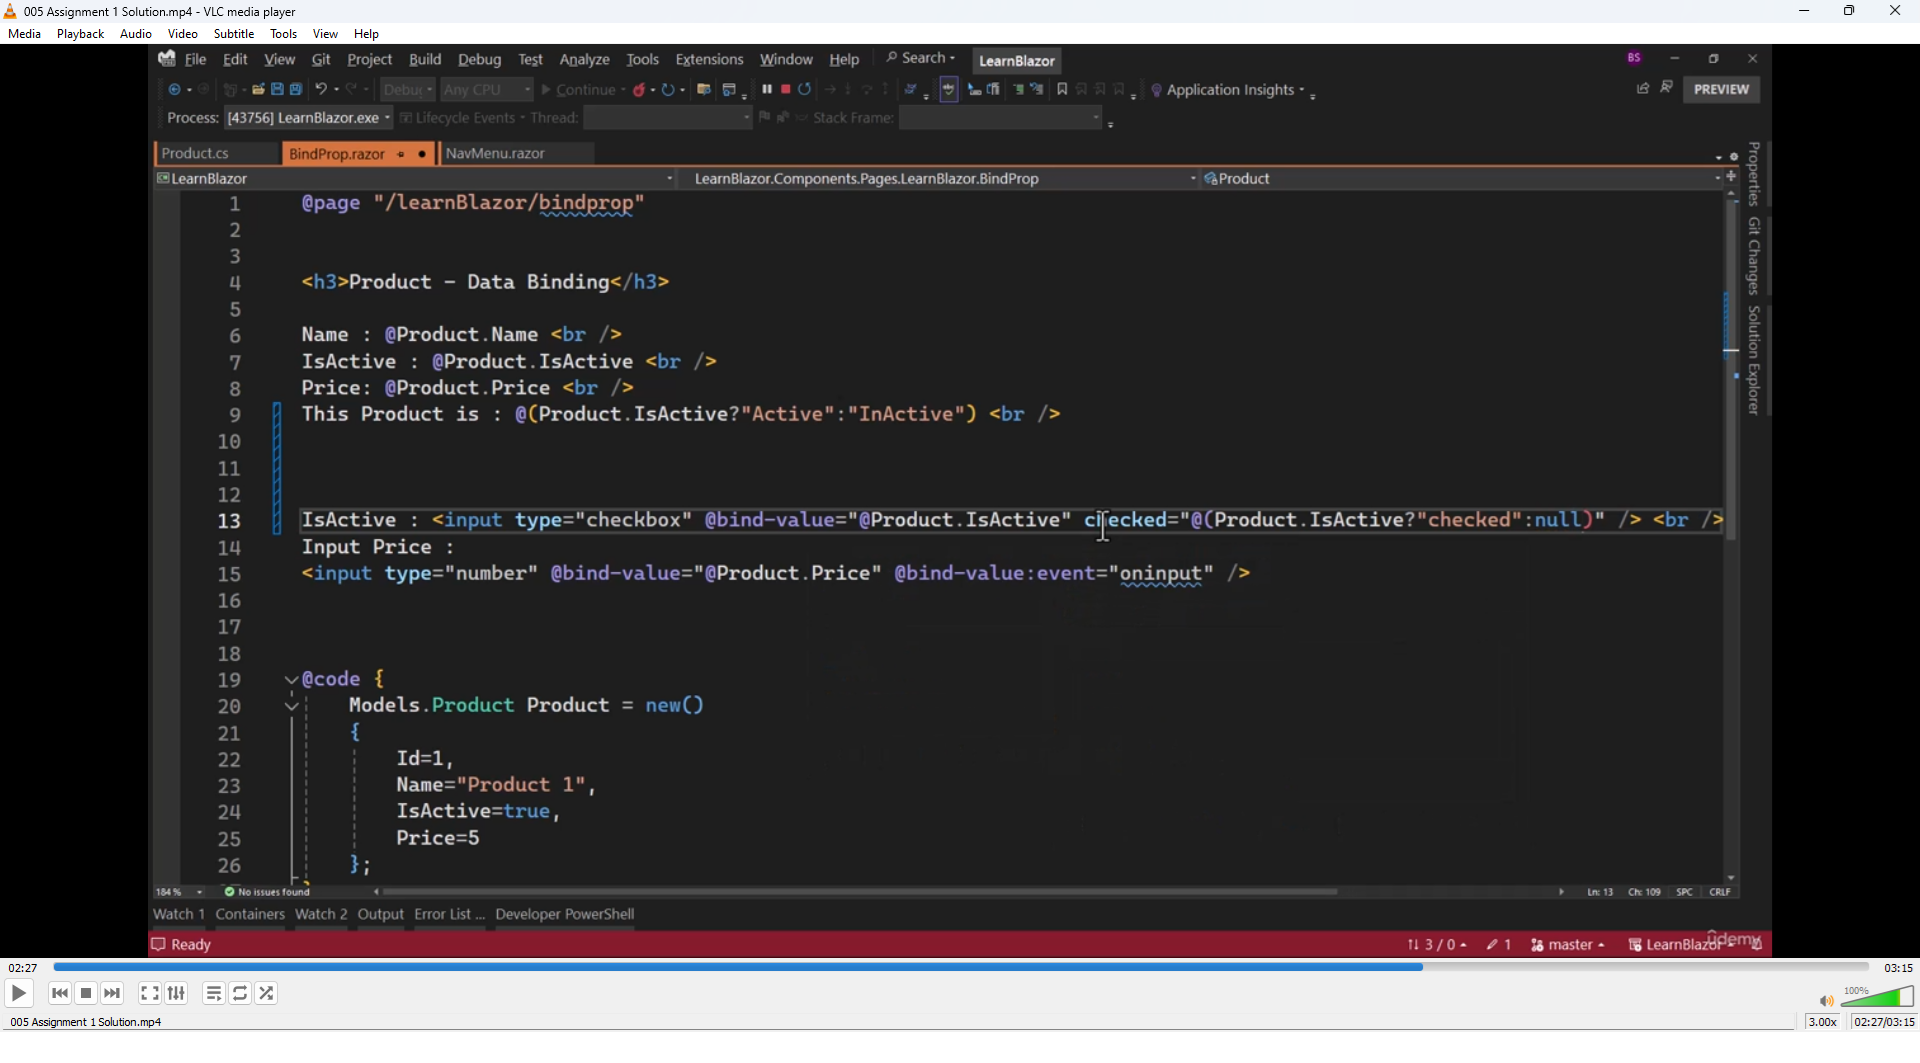 005 Assignment 1 Solution.mp4 - VLC media player
Media Playback Audio Video Subtitle Tools View Help
File Edit View Git Project Build Debug Test Analyze Tools Extensions Window Help Search LearnBlazor BS
Debug Any CPU Continue Application Insights PREVIEW
Process: [43756] LearnBlazor.exe Lifecycle Events Thread: Stack Frame:
Product.cs BindProp.razor NavMenu.razor
LearnBlazor LearnBlazor.Components.Pages.LearnBlazor.BindProp Product
Properties
Git Changes
Solution Explorer
1 @page "/learnBlazor/bindprop"
2
3
4 <h3>Product - Data Binding</h3>
5
6 Name : @Product.Name <br />
7 IsActive : @Product.IsActive <br />
8 Price: @Product.Price <br />
9 This Product is : @(Product.IsActive?"Active":"InActive") <br />
10
11
12
13 IsActive : <input type="checkbox" @bind-value="@Product.IsActive" checked="@(Product.IsActive?"checked":null)" /> <br />
14 Input Price :
15 <input type="number" @bind-value="@Product.Price" @bind-value:event="oninput" />
16
17
18
19 @code {
20 Models.Product Product = new()
21 {
22 Id=1,
23 Name="Product 1",
24 IsActive=true,
25 Price=5
26 };
184 % No issues found Ln: 13 Ch: 109 SPC CRLF
Watch 1 Containers Watch 2 Output Error List ... Developer PowerShell
Ready 3 / 0 1 master LearnBlazor
udemy
02:27 03:15
100%
005 Assignment 1 Solution.mp4 3.00x 02:27/03:15